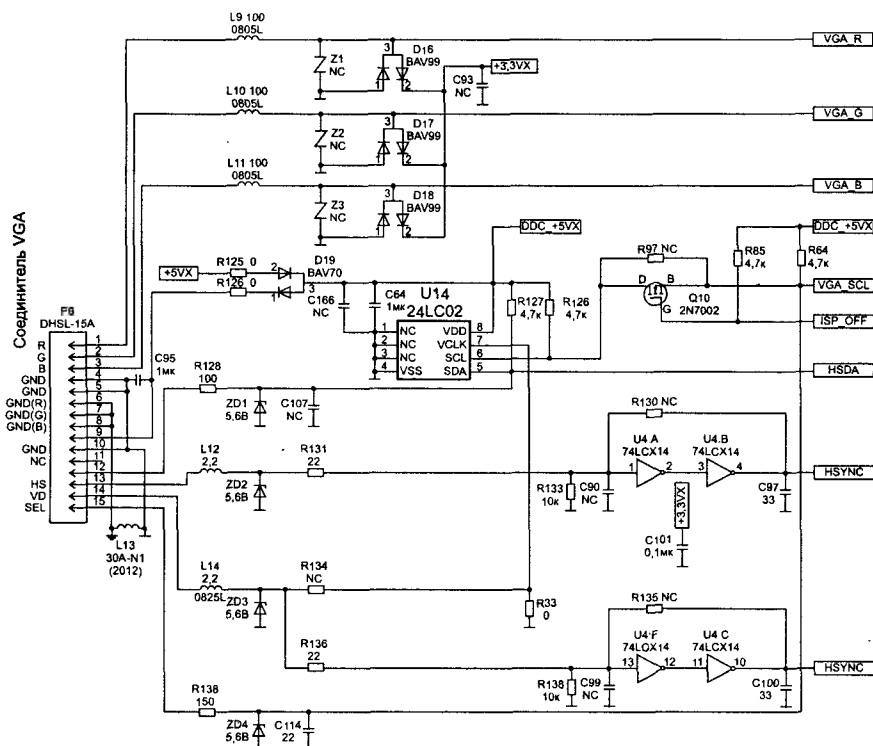 L9 100
0805L
VGA_R
Z1
NC
3
D16
BAV99
1
2
+3,3VX
C93
NC
L10 100
0805L
VGA_G
Z2
NC
3
D17
BAV99
1
2
L11 100
0805L
VGA_B
Z3
NC
3
D18
BAV99
1
2
Соединитель VGA
DDC_+5VX
DDC_+5VX
R97 NC
R85
4,7к
R64
4,7к
+5VX
R125 0
R126 0
2
3
1
D19
BAV70
C166
NC
C64
1мк
U14
24LC02
1 NC
2 NC
3 NC
4 VSS
VDD 8
VCLK 7
SCL 6
SDA 5
R127
4,7к
R126
4,7к
D
B
G
Q10
2N7002
VGA_SCL
ISP_OFF
HSDA
F6
DHSL-15A
R 1
G 2
B 3
GND 4
GND 5
GND(R) 6
GND(G) 7
GND(B) 8
9
GND 10
NC 11
12
HS 13
VD 14
SEL 15
C95
1мк
R128
100
ZD1
5,6В
C107
NC
L12
2,2
ZD2
5,6В
R131
22
R130 NC
U4.A
74LCX14
1
2
U4.B
74LCX14
3
4
HSYNC
R133
10к
C90
NC
+3,3VX
C101
0,1мк
C97
33
L13
30A-N1
(2012)
L14
2,2
0825L
ZD3
5,6В
R134
NC
R33
0
R136
22
R135 NC
U4.F
74LOX14
13
12
U4 C
74LCX14
11
10
HSYNC
R138
10к
C99
NC
C100
33
R138
150
ZD4
5,6В
C114
22